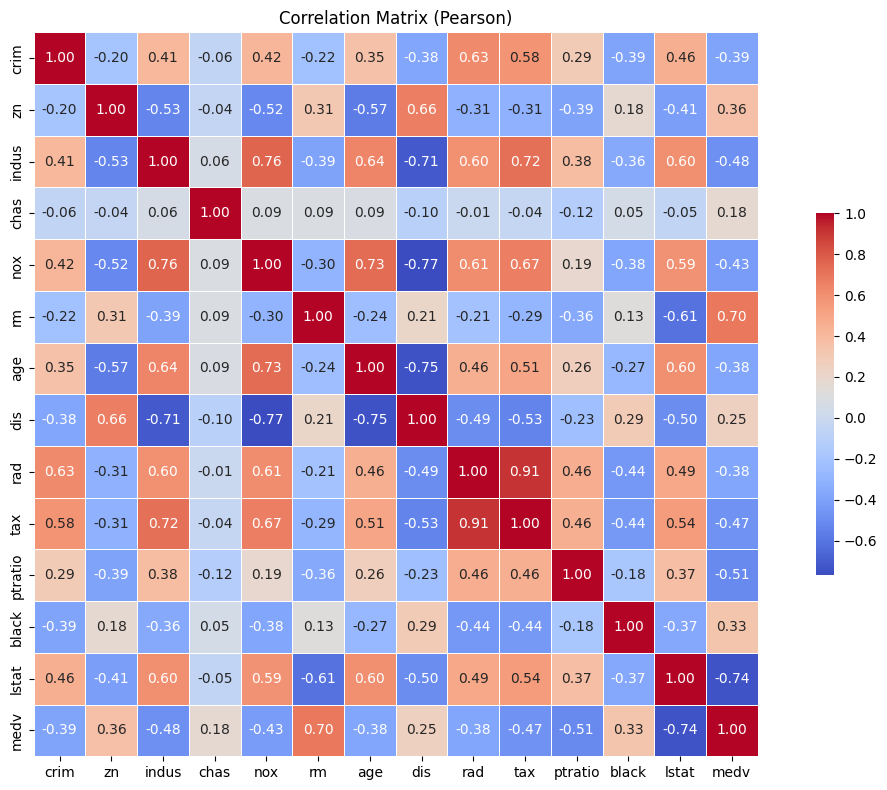 Correlation Matrix (Pearson)
crim 1.00 -0.20 0.41 -0.06 0.42 -0.22 0.35 -0.38 0.63 0.58 0.29 -0.39 0.46 -0.39
zn -0.20 1.00 -0.53 -0.04 -0.52 0.31 -0.57 0.66 -0.31 -0.31 -0.39 0.18 -0.41 0.36
indus 0.41 -0.53 1.00 0.06 0.76 -0.39 0.64 -0.71 0.60 0.72 0.38 -0.36 0.60 -0.48
chas -0.06 -0.04 0.06 1.00 0.09 0.09 0.09 -0.10 -0.01 -0.04 -0.12 0.05 -0.05 0.18
nox 0.42 -0.52 0.76 0.09 1.00 -0.30 0.73 -0.77 0.61 0.67 0.19 -0.38 0.59 -0.43
rm -0.22 0.31 -0.39 0.09 -0.30 1.00 -0.24 0.21 -0.21 -0.29 -0.36 0.13 -0.61 0.70
age 0.35 -0.57 0.64 0.09 0.73 -0.24 1.00 -0.75 0.46 0.51 0.26 -0.27 0.60 -0.38
dis -0.38 0.66 -0.71 -0.10 -0.77 0.21 -0.75 1.00 -0.49 -0.53 -0.23 0.29 -0.50 0.25
rad 0.63 -0.31 0.60 -0.01 0.61 -0.21 0.46 -0.49 1.00 0.91 0.46 -0.44 0.49 -0.38
tax 0.58 -0.31 0.72 -0.04 0.67 -0.29 0.51 -0.53 0.91 1.00 0.46 -0.44 0.54 -0.47
ptratio 0.29 -0.39 0.38 -0.12 0.19 -0.36 0.26 -0.23 0.46 0.46 1.00 -0.18 0.37 -0.51
black -0.39 0.18 -0.36 0.05 -0.38 0.13 -0.27 0.29 -0.44 -0.44 -0.18 1.00 -0.37 0.33
lstat 0.46 -0.41 0.60 -0.05 0.59 -0.61 0.60 -0.50 0.49 0.54 0.37 -0.37 1.00 -0.74
medv -0.39 0.36 -0.48 0.18 -0.43 0.70 -0.38 0.25 -0.38 -0.47 -0.51 0.33 -0.74 1.00
crim zn indus chas nox rm age dis rad tax ptratio black lstat medv
1.0
0.8
0.6
0.4
0.2
0.0
−0.2
−0.4
−0.6